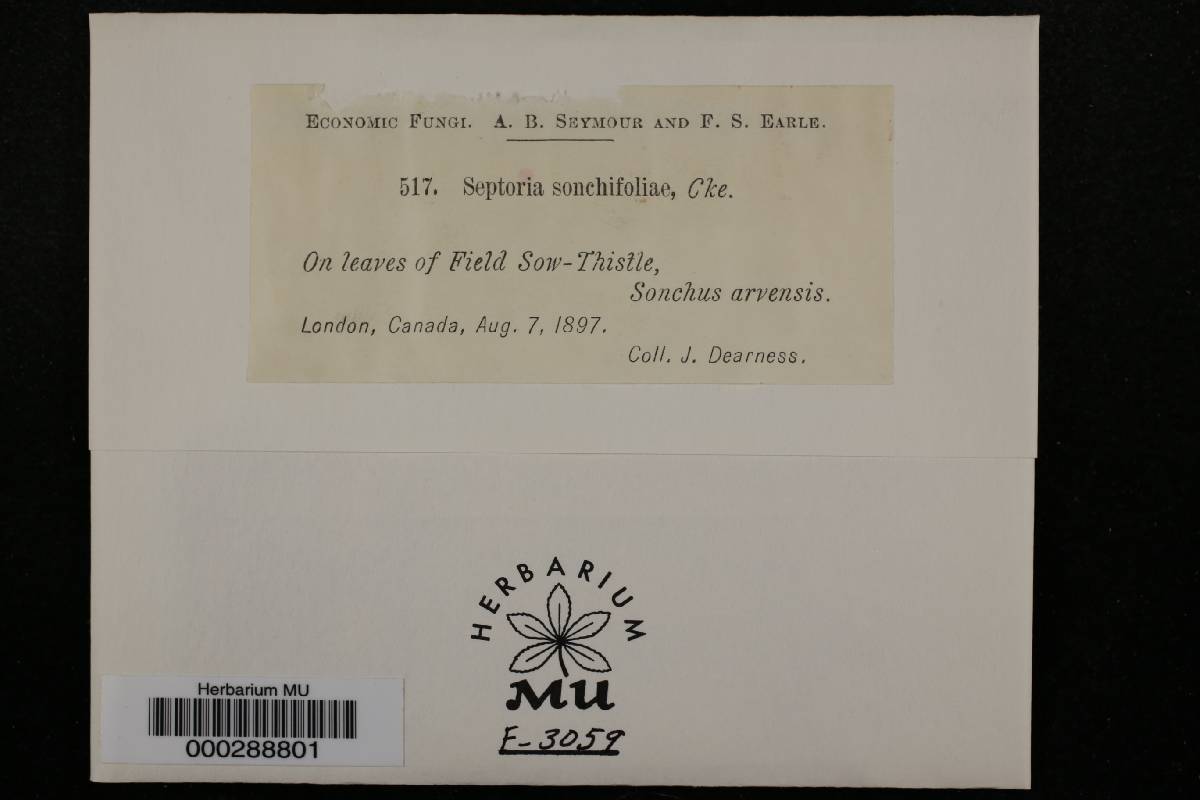 Economic Fungi. A. B. Seymour and F. S. Earle.
517. Septoria sonchifoliae, Cke.
On leaves of Field Sow-Thistle,
Sonchus arvensis.
London, Canada, Aug. 7, 1897.
Coll. J. Dearness.
HERBARIUM
MU
F-3059
Herbarium MU
000288801